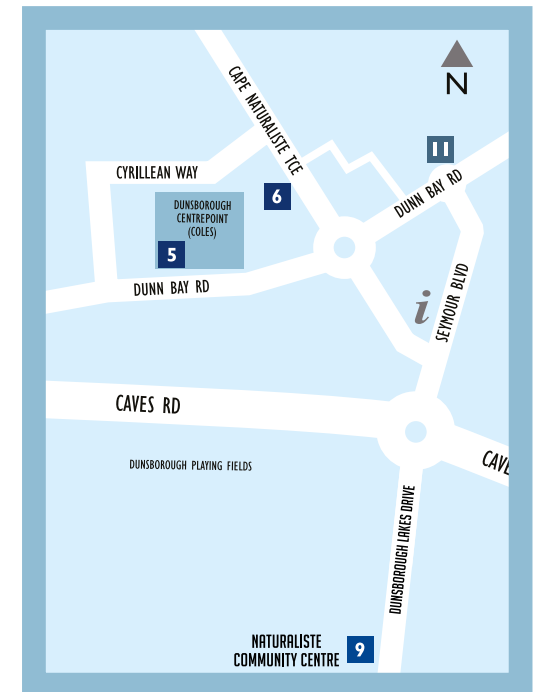 N
CAPE NATURALISTE TCE
CYRILLEAN WAY
DUNN BAY RD
DUNSBOROUGH
CENTREPOINT
(COLES)
6
5
DUNN BAY RD
i
SEYMOUR BLVD
CAVES RD
CAVE
DUNSBOROUGH PLAYING FIELDS
DUNSBOROUGH LAKES DRIVE
NATURALISTE
COMMUNITY CENTRE
9